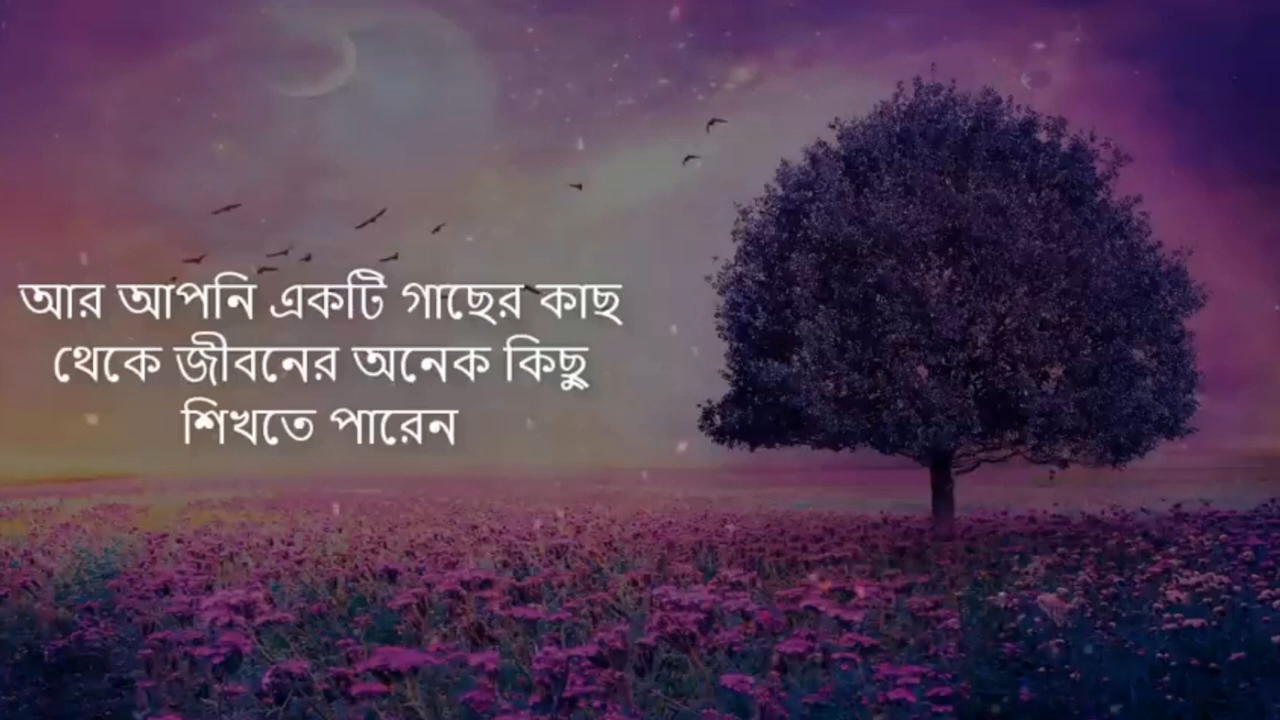 আর আপনি একটি গাছের কাছ
থেকে জীবনের অনেক কিছু
শিখতে পারেন